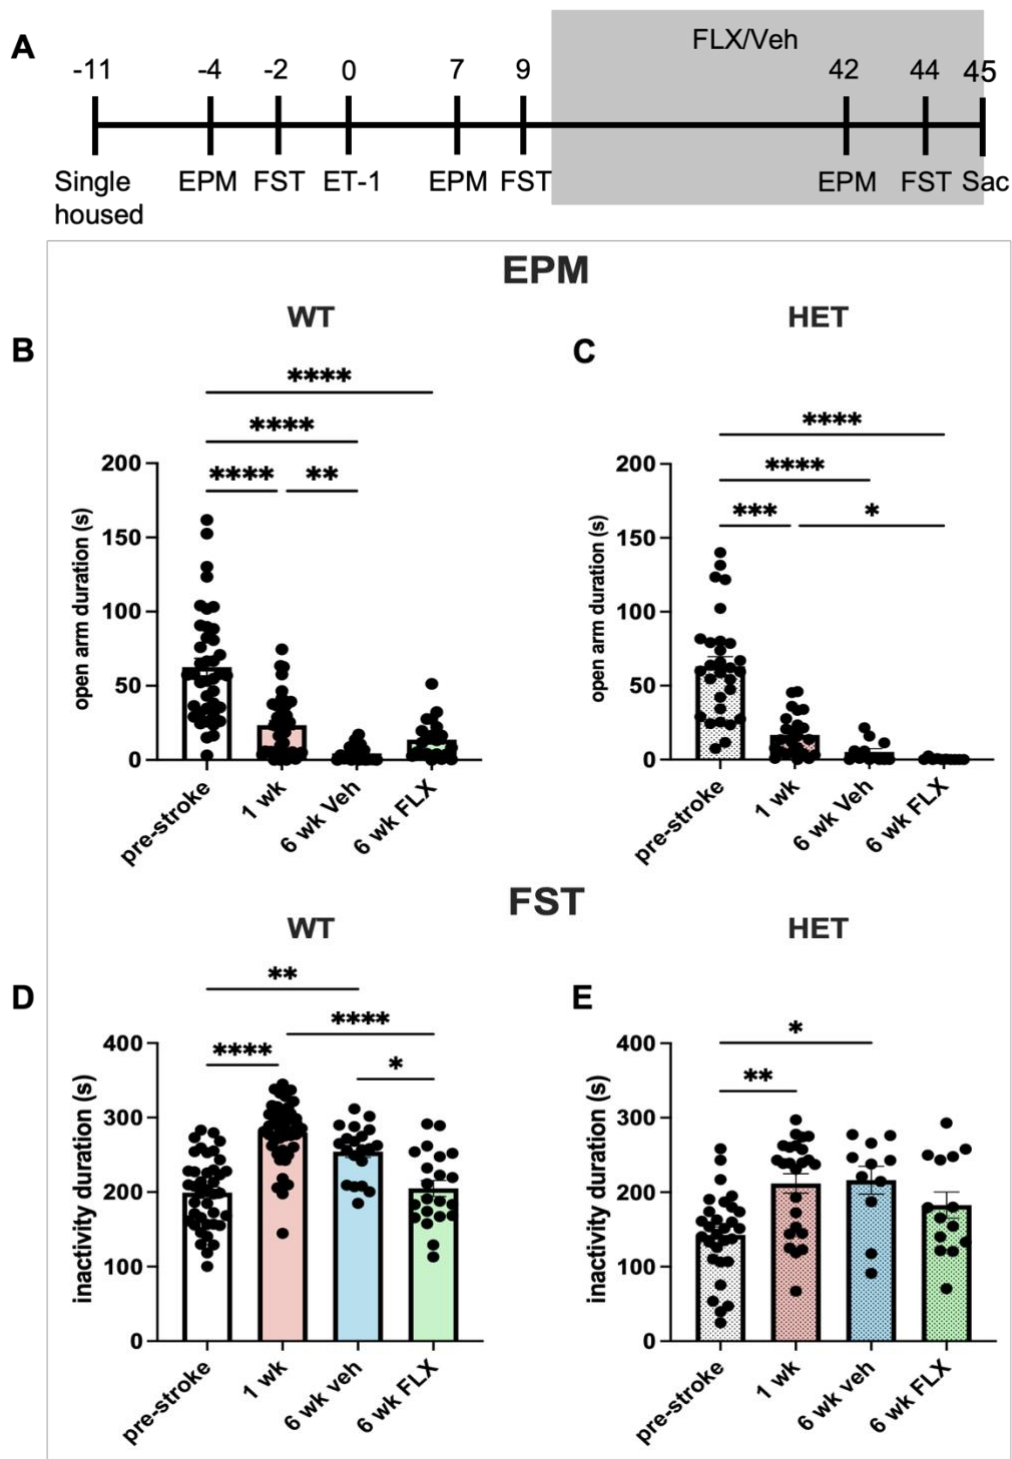 A
FLX/Veh
-11 -4 -2 0 7 9 42 44 45
Single housed EPM FST ET-1 EPM FST EPM FST Sac
EPM
WT HET
B
****
****
**** **
200
150
100
50
0
open arm duration (s)
pre-stroke 1 wk 6 wk Veh 6 wk FLX
C
****
****
*** *
200
150
100
50
0
open arm duration (s)
pre-stroke 1 wk 6 wk Veh 6 wk FLX
FST
WT HET
D
**
****
**** *
400
300
200
100
0
inactivity duration (s)
pre-stroke 1 wk 6 wk veh 6 wk FLX
E
*
**
400
300
200
100
0
inactivity duration (s)
pre-stroke 1 wk 6 wk veh 6 wk FLX